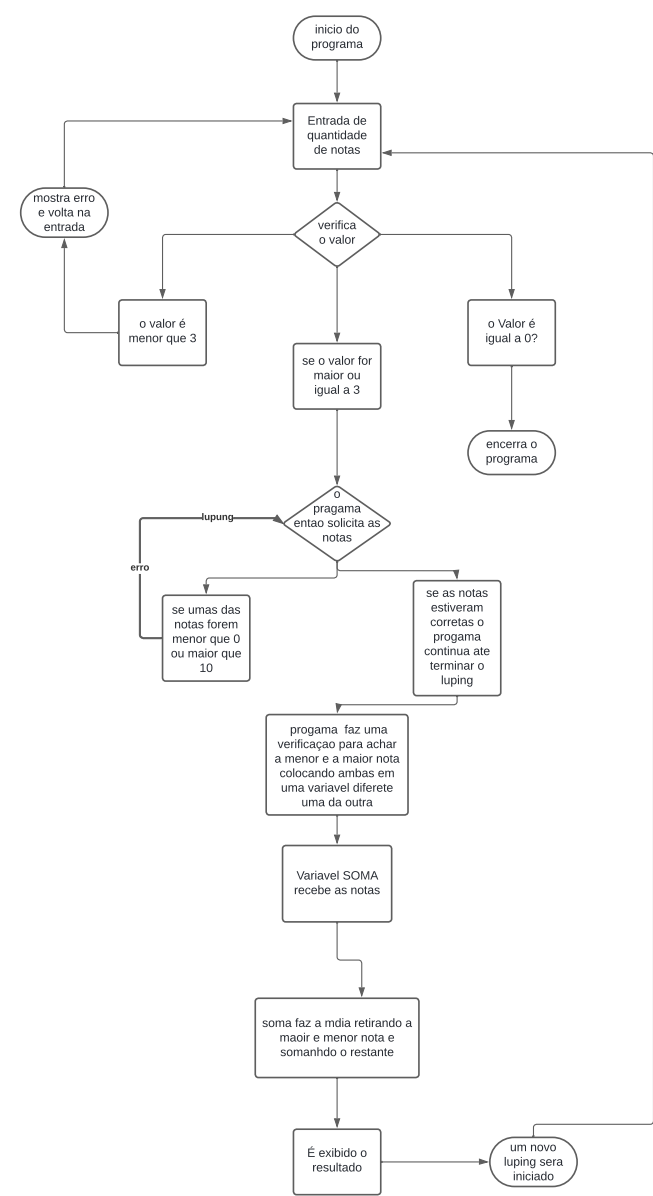 inicio do
programa
Entrada de
quantidade
de notas
mostra erro
e volta na
entrada
verifica
o valor
o valor é
menor que 3
o Valor é
igual a 0?
se o valor for
maior ou
igual a 3
encerra o
programa
o
pragama
entao solicita as
notas
lupung
erro
se umas das
notas forem
menor que 0
ou maior que
10
se as notas
estiveram
corretas o
progama
continua ate
terminar o
luping
progama  faz uma
verificaçao para achar
a menor e a maior nota
colocando ambas em
uma variavel diferete
uma da outra
Variavel SOMA
recebe as notas
soma faz a mdia retirando a
maoir e menor nota e
somanhdo o restante
É exibido o
resultado
um novo
luping sera
iniciado